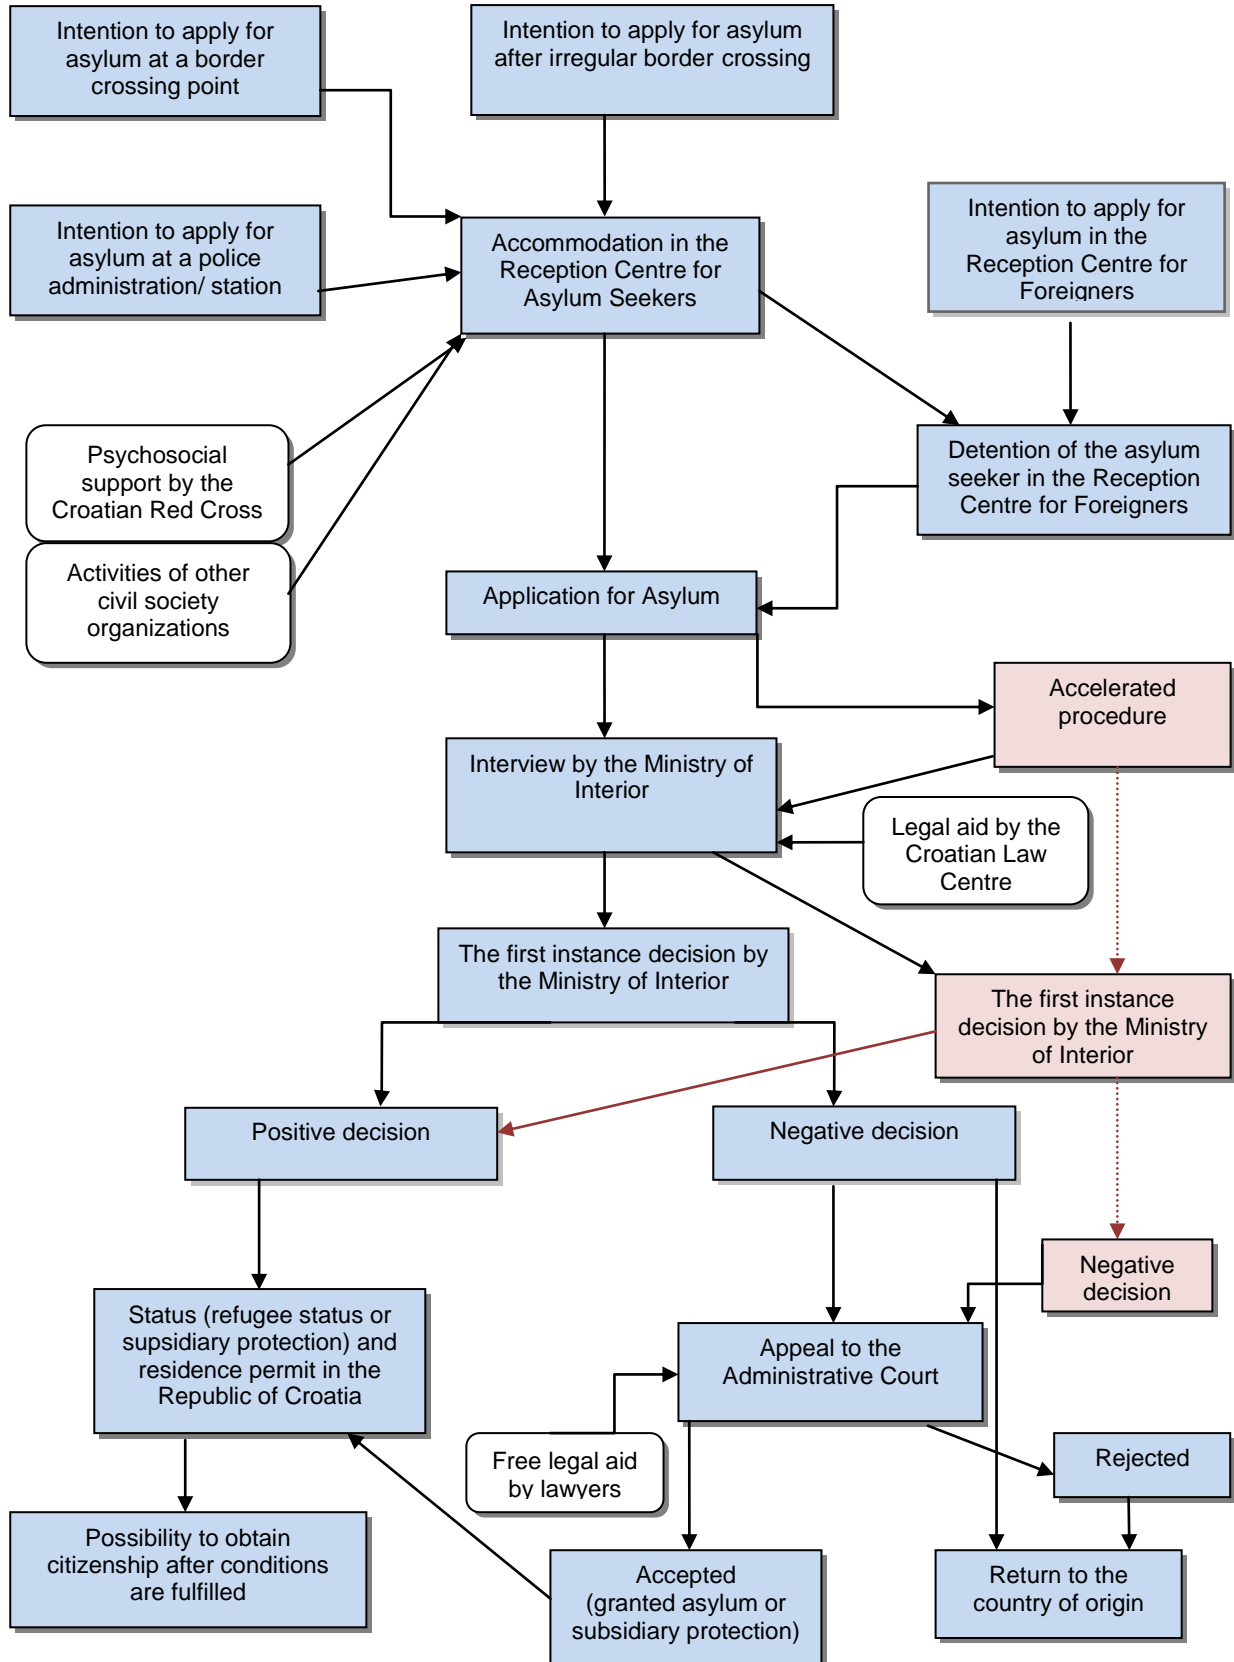 Intention to apply for
asylum at a border
crossing point
Intention to apply for asylum
after irregular border crossing
Intention to apply for
asylum at a police
administration/ station
Accommodation in the
Reception Centre for
Asylum Seekers
Intention to apply for
asylum in the
Reception Centre for
Foreigners
Psychosocial
support by the
Croatian Red Cross
Detention of the asylum
seeker in the Reception
Centre for Foreigners
Activities of other
civil society
organizations
Application for Asylum
Accelerated
procedure
Interview by the Ministry of
Interior
Legal aid by the
Croatian Law
Centre
The first instance decision by
the Ministry of Interior
The first instance
decision by the Ministry
of Interior
Positive decision
Negative decision
Negative
decision
Status (refugee status or
supsidiary protection) and
residence permit in the
Republic of Croatia
Appeal to the
Administrative Court
Free legal aid
by lawyers
Rejected
Possibility to obtain
citizenship after conditions
are fulfilled
Accepted
(granted asylum or
subsidiary protection)
Return to the
country of origin